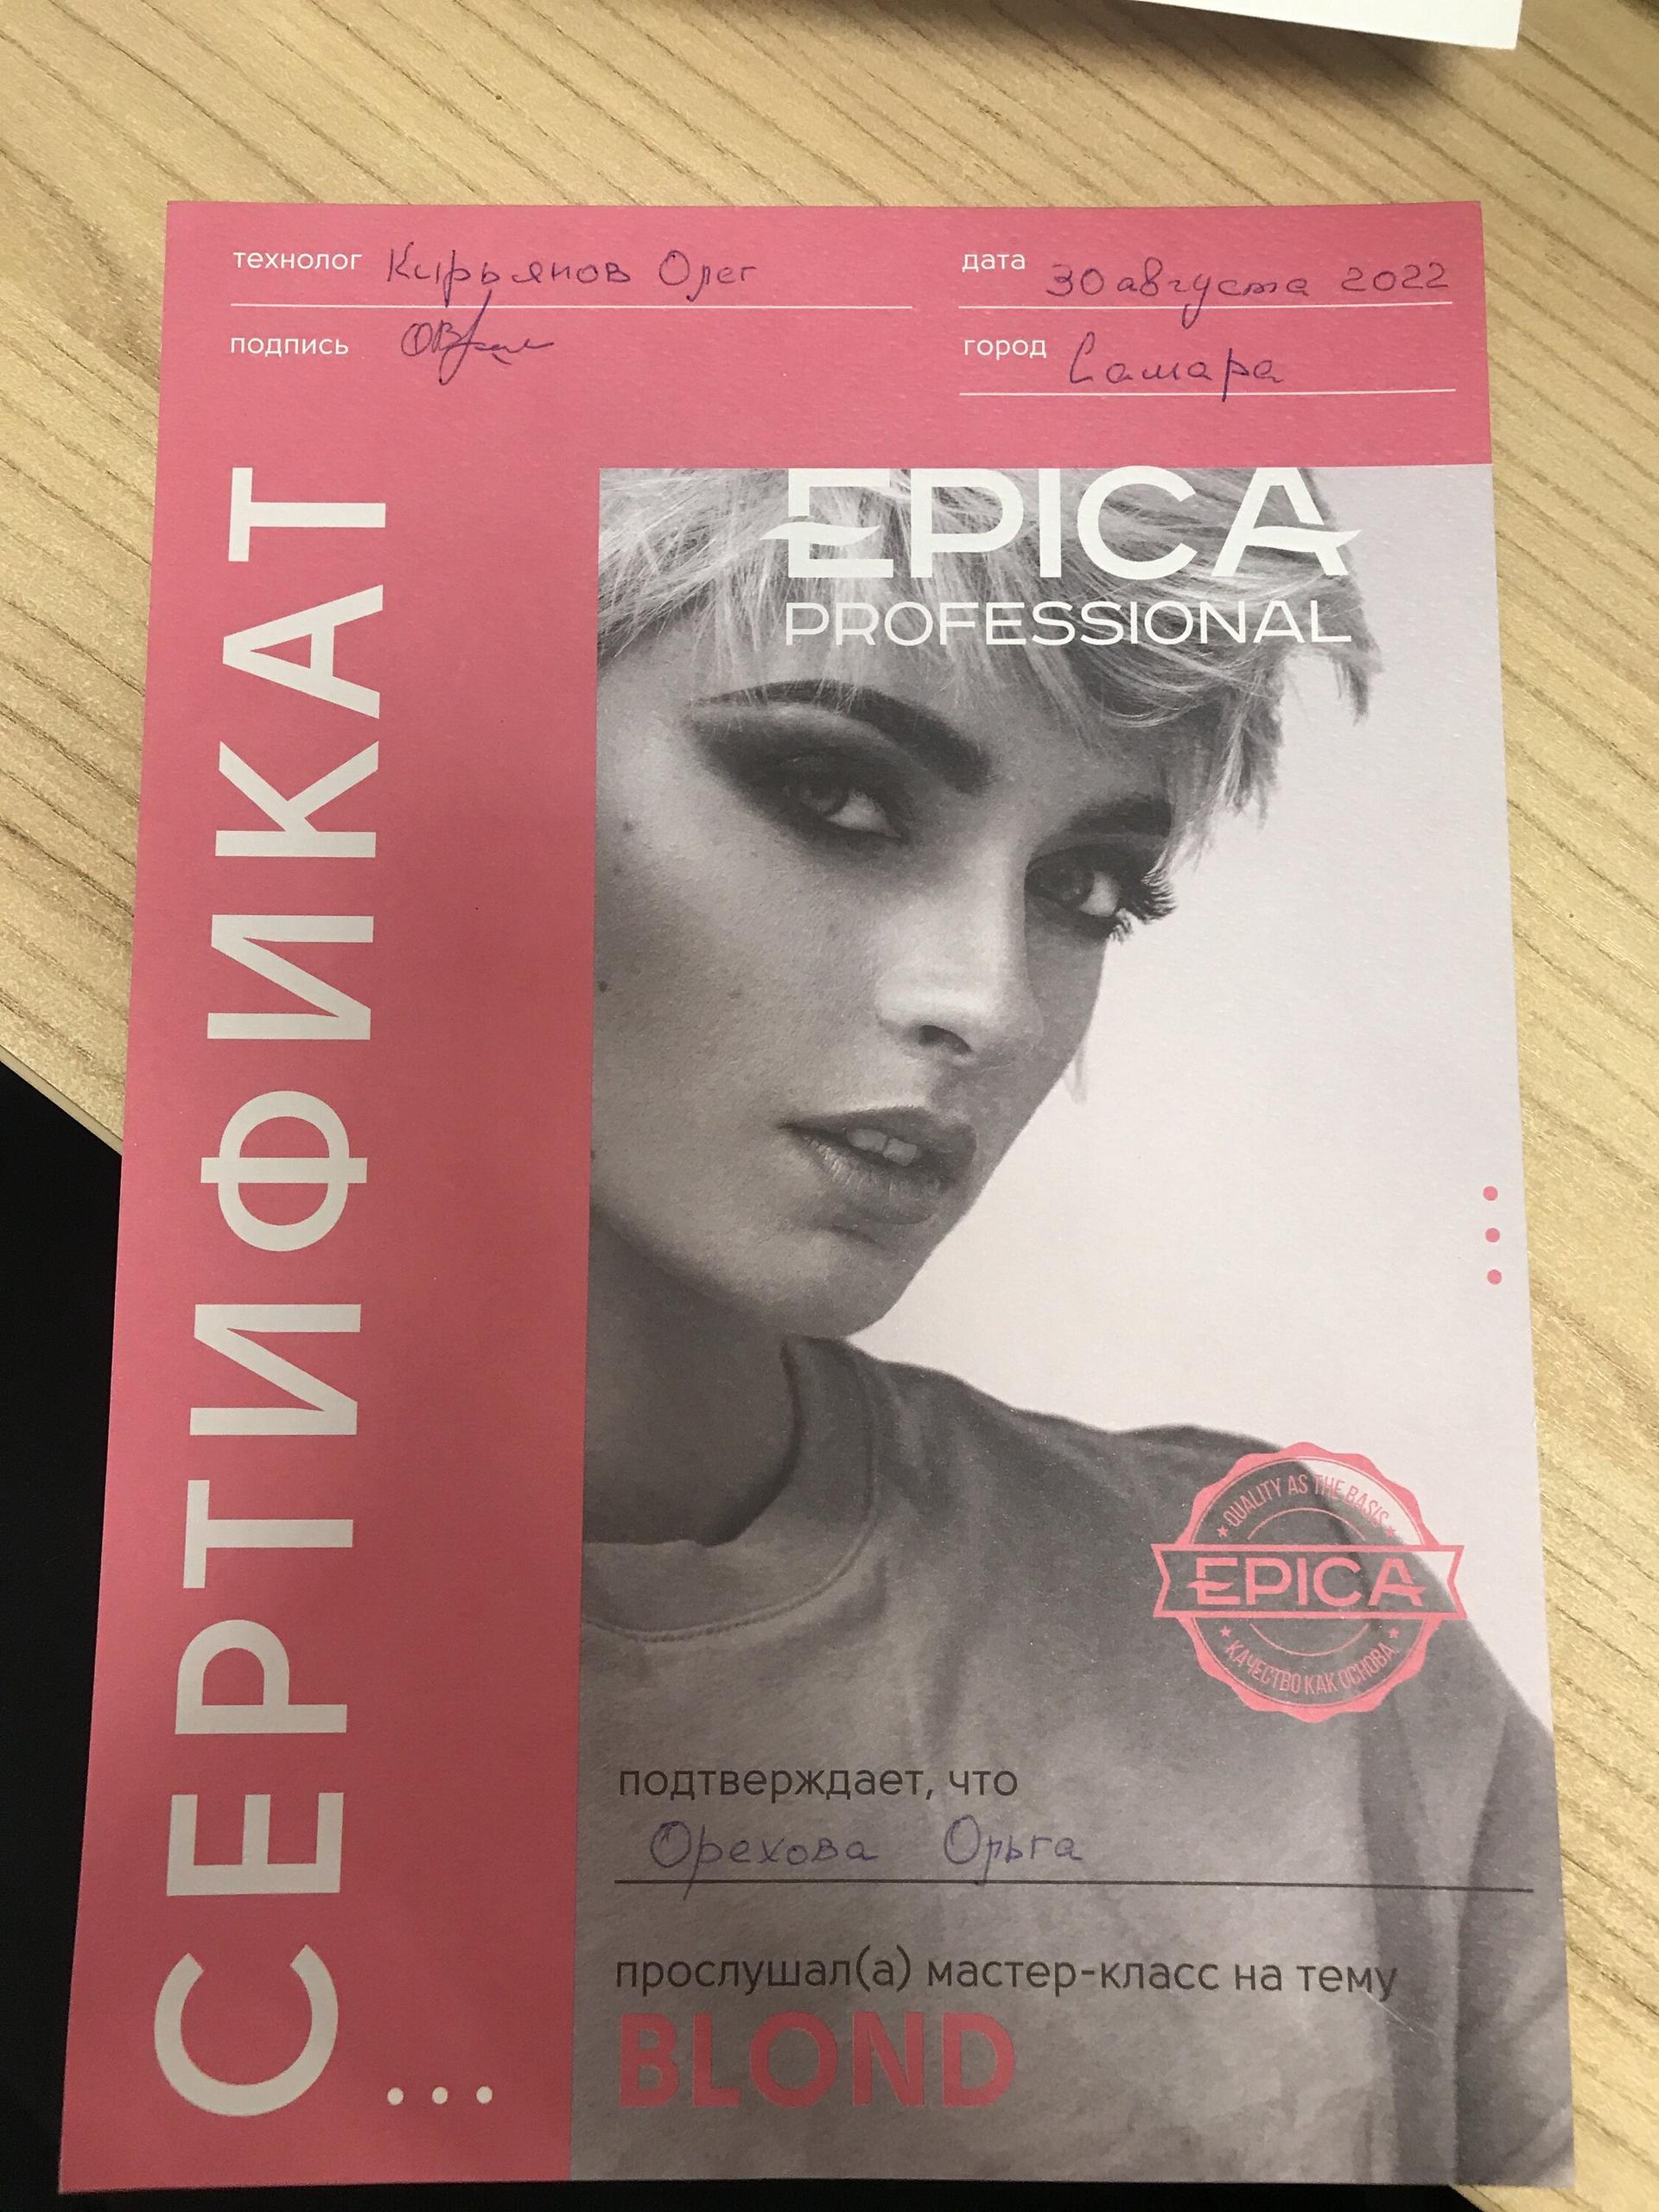 технолог Кирьянов Олег
дата 30 августа 2022
подпись
город Самара
СЕРТИФИКАТ
EPICA
PROFESSIONAL
QUALITY AS THE BASIS
EPICA
КАЧЕСТВО КАК ОСНОВА
подтверждает, что
Орехова Ольга
прослушал(а) мастер-класс на тему
BLOND